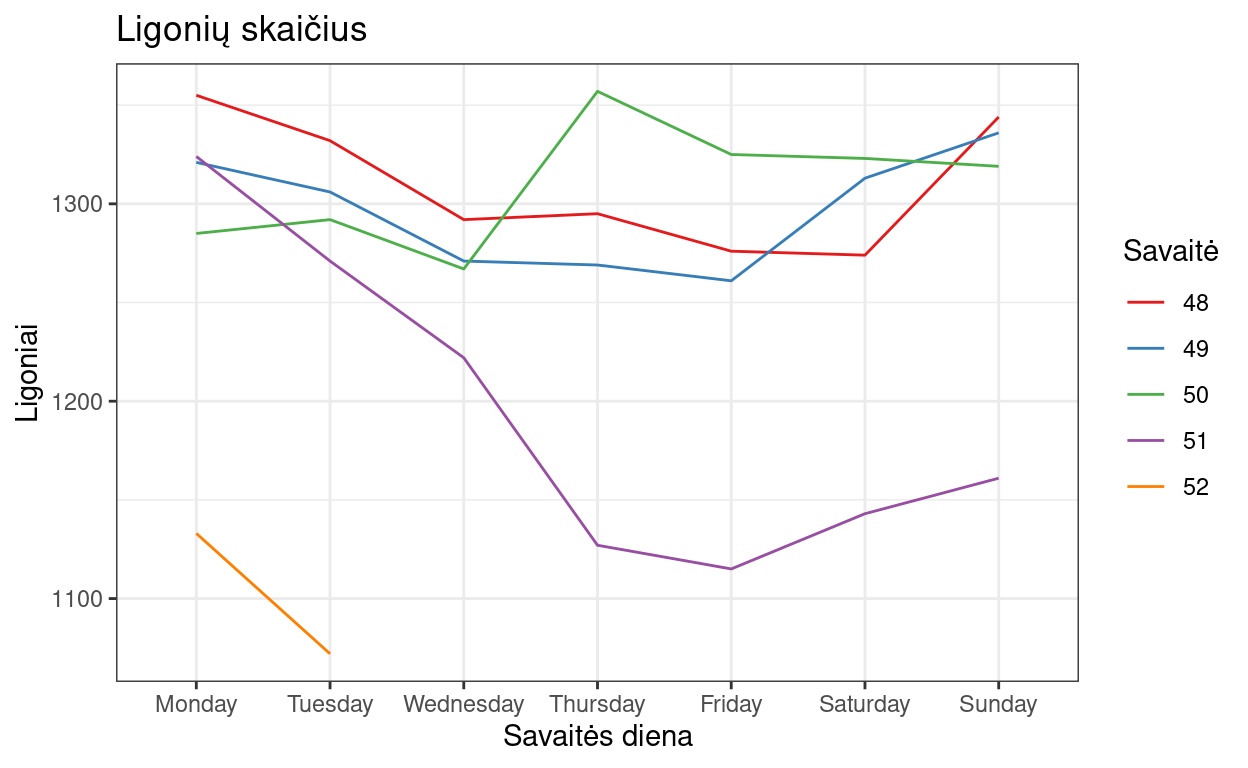 Ligonių skaičius
Ligoniai
1300
1200
1100
Monday Tuesday Wednesday Thursday Friday Saturday Sunday
Savaitės diena
Savaitė
48
49
50
51
52